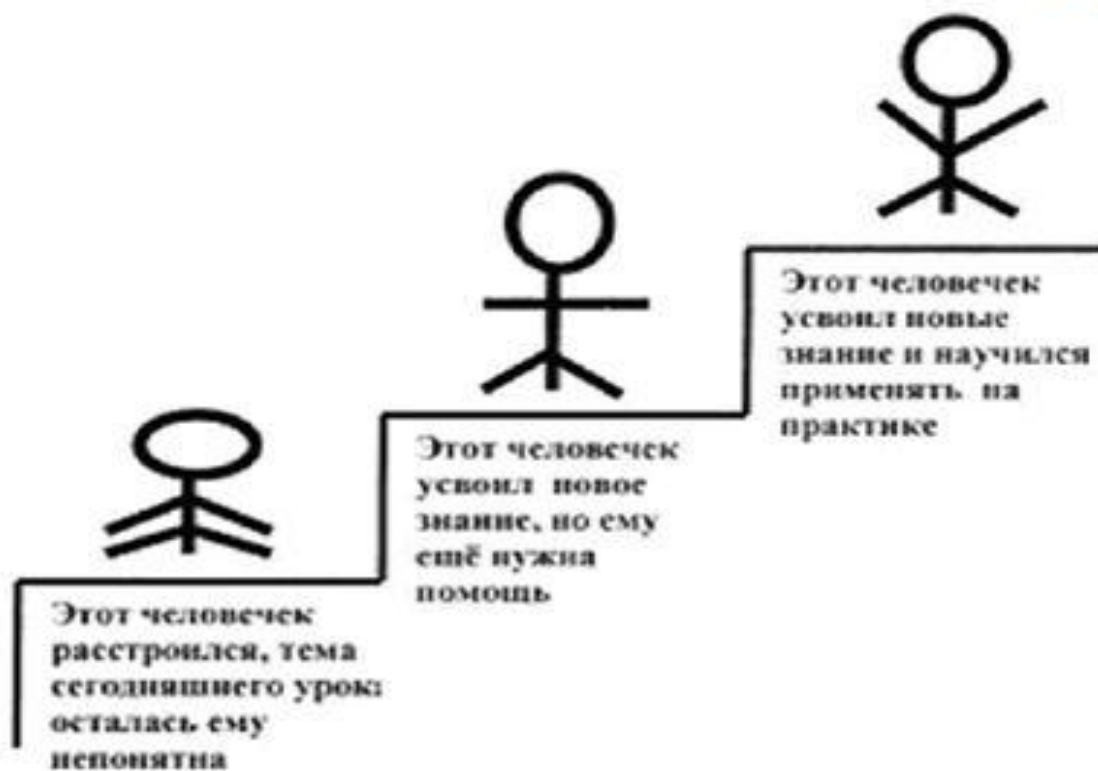 Этот человечек
расстроился, тема
сегодняшнего урок:
осталась ему
непонятна
Этот человечек
усвоил новое
знание, но ему
ещё нужна
помощь
Этот человечек
усвоил новые
знание и научился
применять на
практике